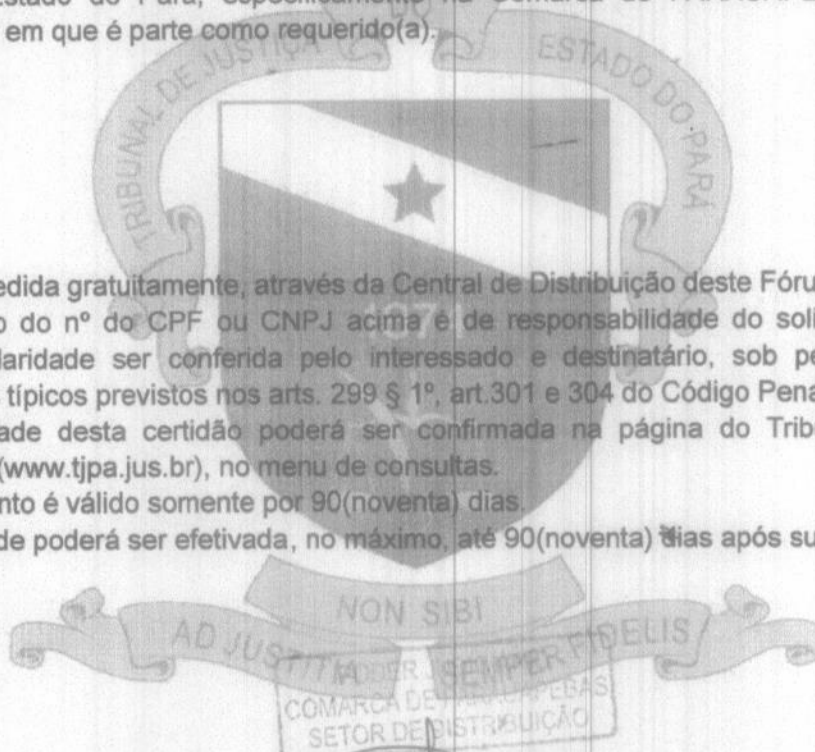 em que é parte como requerido(a).
TRIBUNAL DE JUSTIÇA ESTADO DO PARÁ
edida gratuitamente, através da Central de Distribuição deste Fóru
o do nº do CPF ou CNPJ acima é de responsabilidade do soli
laridade ser conferida pelo interessado e destinatário, sob pe
típicos previstos nos arts. 299 § 1º, art.301 e 304 do Código Pena
ade desta certidão poderá ser confirmada na página do Trib
(www.tjpa.jus.br), no menu de consultas.
nto é válido somente por 90(noventa) dias.
de poderá ser efetivada, no máximo, até 90(noventa) dias após su
NON SIBI
AD JUSTITIA SEMPER FIDELIS
COMARCA DE
SETOR DE DISTRIBUIÇÃO